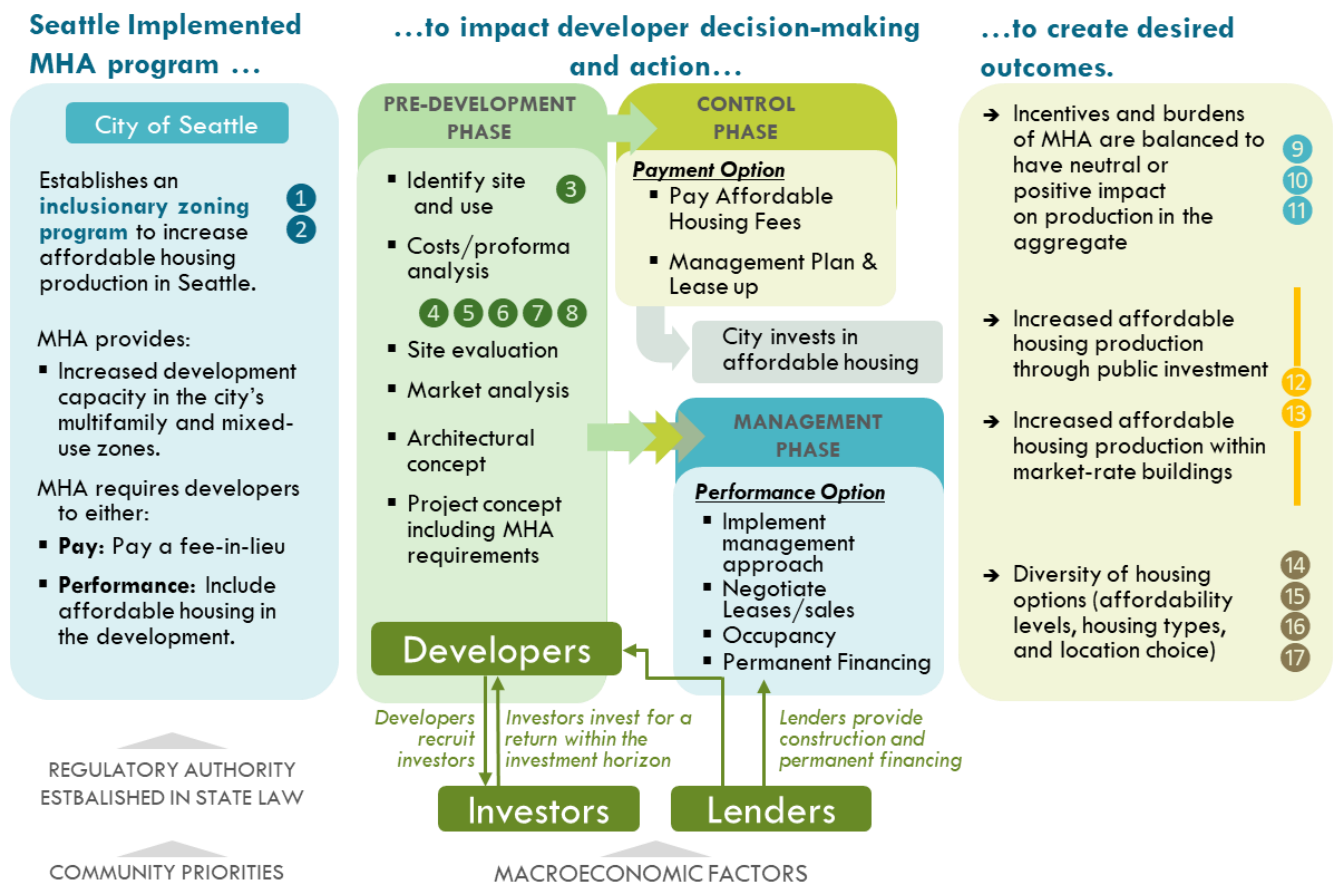 Seattle Implemented
MHA program …
…to impact developer decision-making
and action…
…to create desired
outcomes.
City of Seattle
Establishes an
inclusionary zoning
program to increase
affordable housing
production in Seattle.
1
2
MHA provides:
▪ Increased development
capacity in the city's
multifamily and mixed-
use zones.
MHA requires developers
to either:
▪ Pay: Pay a fee-in-lieu
▪ Performance: Include
affordable housing in
the development.
REGULATORY AUTHORITY
ESTBALISHED IN STATE LAW
COMMUNITY PRIORITIES
PRE-DEVELOPMENT
PHASE
▪ Identify site
and use
3
▪ Costs/proforma
analysis
4 5 6 7 8
▪ Site evaluation
▪ Market analysis
▪ Architectural
concept
▪ Project concept
including MHA
requirements
CONTROL
PHASE
Payment Option
▪ Pay Affordable
Housing Fees
▪ Management Plan &
Lease up
City invests in
affordable housing
MANAGEMENT
PHASE
Performance Option
▪ Implement
management
approach
▪ Negotiate
Leases/sales
▪ Occupancy
▪ Permanent Financing
Developers
Developers
recruit
investors
Investors invest for a
return within the
investment horizon
Lenders provide
construction and
permanent financing
Investors
Lenders
MACROECONOMIC FACTORS
➔ Incentives and burdens
of MHA are balanced to
have neutral or
positive impact
on production in the
aggregate
9
10
11
➔ Increased affordable
housing production
through public investment
12
13
➔ Increased affordable
housing production within
market-rate buildings
➔ Diversity of housing
options (affordability
levels, housing types,
and location choice)
14
15
16
17